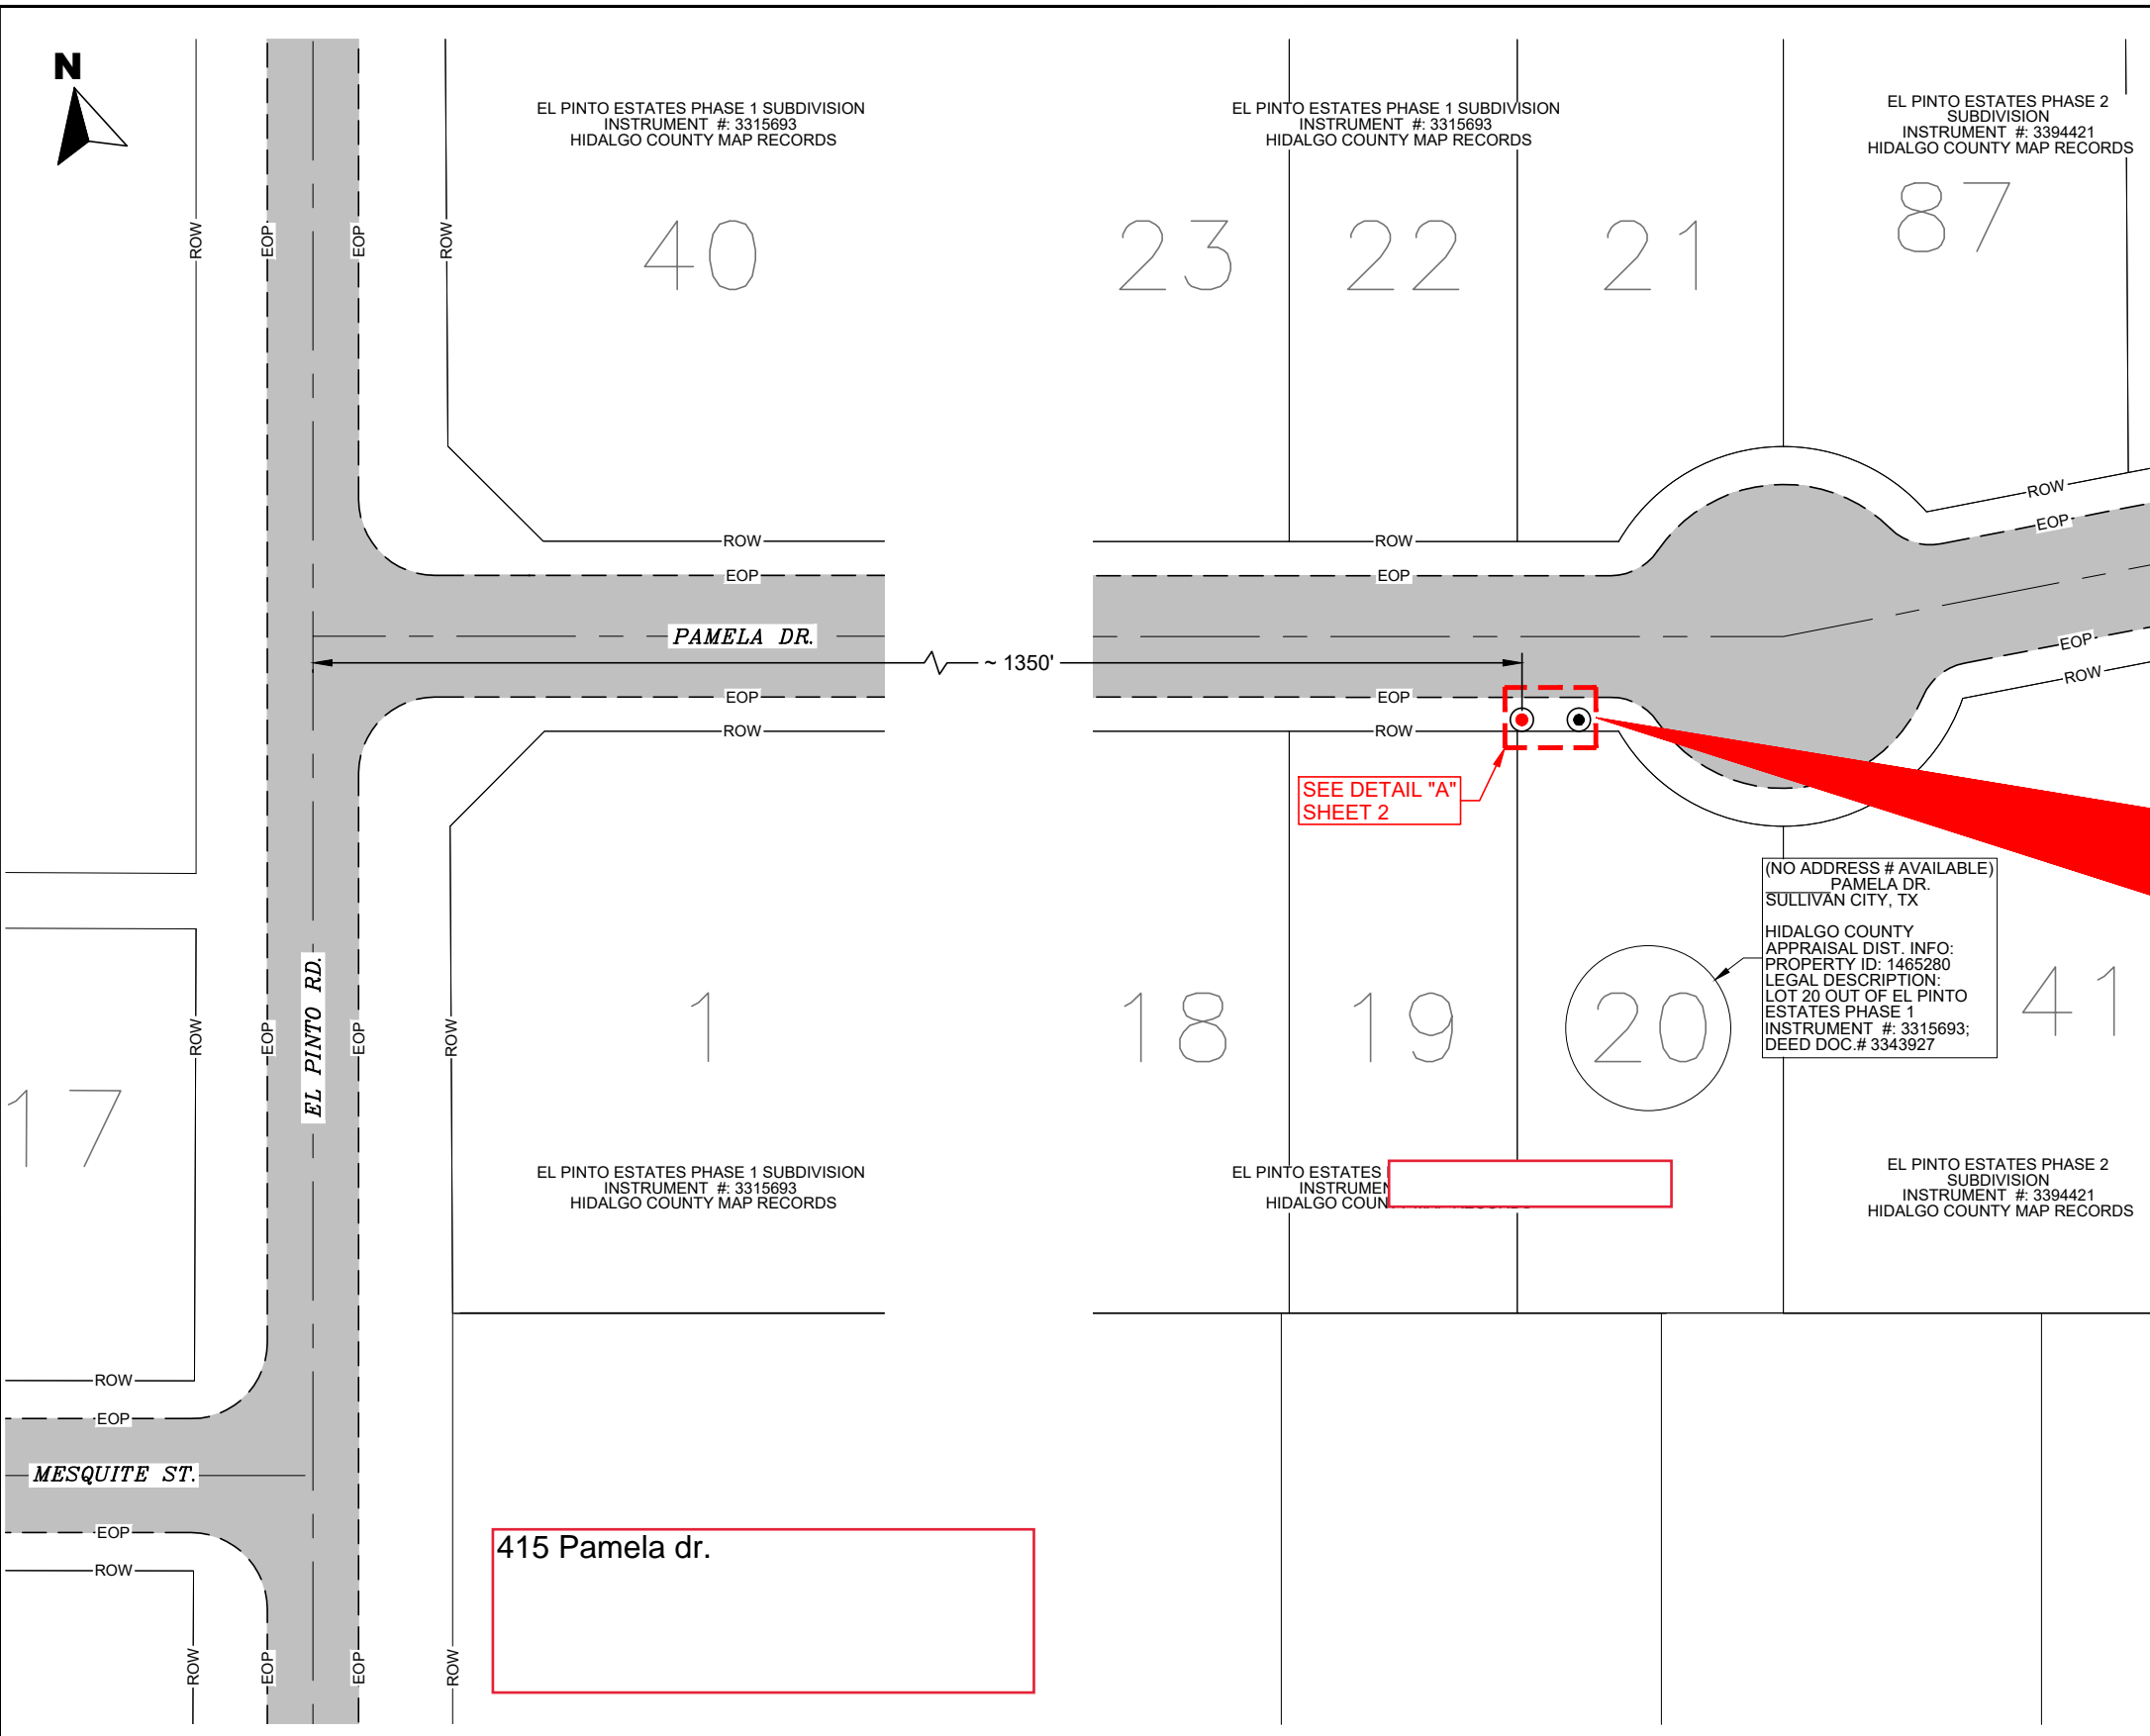 N
EL PINTO ESTATES PHASE 1 SUBDIVISION
INSTRUMENT #: 3315693
HIDALGO COUNTY MAP RECORDS
EL PINTO ESTATES PHASE 1 SUBDIVISION
INSTRUMENT #: 3315693
HIDALGO COUNTY MAP RECORDS
EL PINTO ESTATES PHASE 2
SUBDIVISION
INSTRUMENT #: 3394421
HIDALGO COUNTY MAP RECORDS
40
23
22
21
87
ROW
EOP
EOP
ROW
ROW
EOP
ROW
EOP
ROW
EOP
PAMELA DR.
~ 1350'
EOP
ROW
EOP
ROW
EOP
ROW
SEE DETAIL "A"
SHEET 2
(NO ADDRESS # AVAILABLE)
______PAMELA DR.
SULLIVAN CITY, TX
HIDALGO COUNTY
APPRAISAL DIST. INFO:
PROPERTY ID: 1465280
LEGAL DESCRIPTION:
LOT 20 OUT OF EL PINTO
ESTATES PHASE 1
INSTRUMENT #: 3315693;
DEED DOC.# 3343927
EL PINTO RD.
ROW
EOP
EOP
ROW
17
1
18
19
20
41
EL PINTO ESTATES PHASE 1 SUBDIVISION
INSTRUMENT #: 3315693
HIDALGO COUNTY MAP RECORDS
EL PINTO ESTATES
HIDALGO
EL PINTO ESTATES PHASE 2
SUBDIVISION
INSTRUMENT #: 3394421
HIDALGO COUNTY MAP RECORDS
ROW
EOP
MESQUITE ST.
EOP
ROW
415 Pamela dr.
ROW
EOP
EOP
ROW